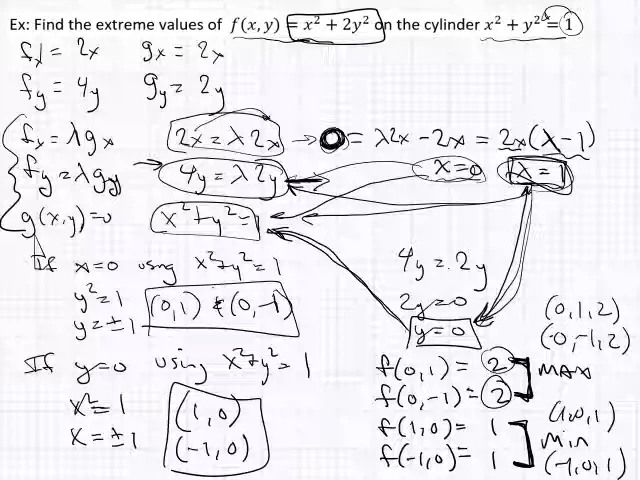 Ex: Find the extreme values of f(x, y) = x² + 2y² on the cylinder x² + y² = 1
fx = 2x gx = 2x
fy = 4y gy = 2y
fx = λgx 2x = λ2x → 0 = λ2x − 2x = 2x(λ−1)
fy = λgy → 4y = λ2y x=0 λ=1
g(x,y)=0 x²+y²=1
If x=0 using x²+y²=1 4y = 2y
y²=1 (0,1) & (0,−1) 2y=0
y=±1 y=0
(0,1,2)
(−0,−1,2)
If y=0 using x²+y²=1
x²=1 (1,0)
x=±1 (−1,0)
f(0,1) = 2
f(0,−1) = 2 MAX
f(1,0) = 1 (1,0,1)
f(−1,0) = 1 Min
(−1,0,1)